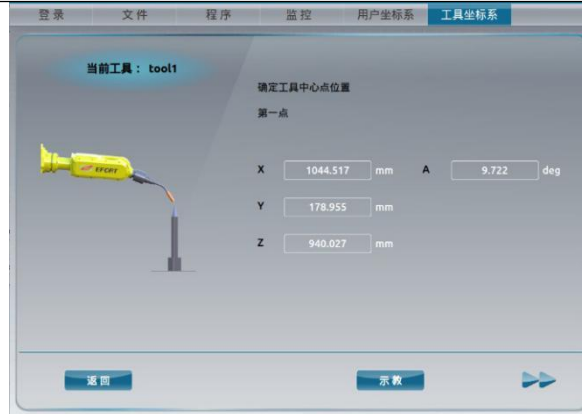 登录 文件 程序 监控 用户坐标系 工具坐标系
当前工具： tool1
确定工具中心点位置
第一点
EFORT
X 1044.517 mm A 9.722 deg
Y 178.955 mm
Z 940.027 mm
返回 示教